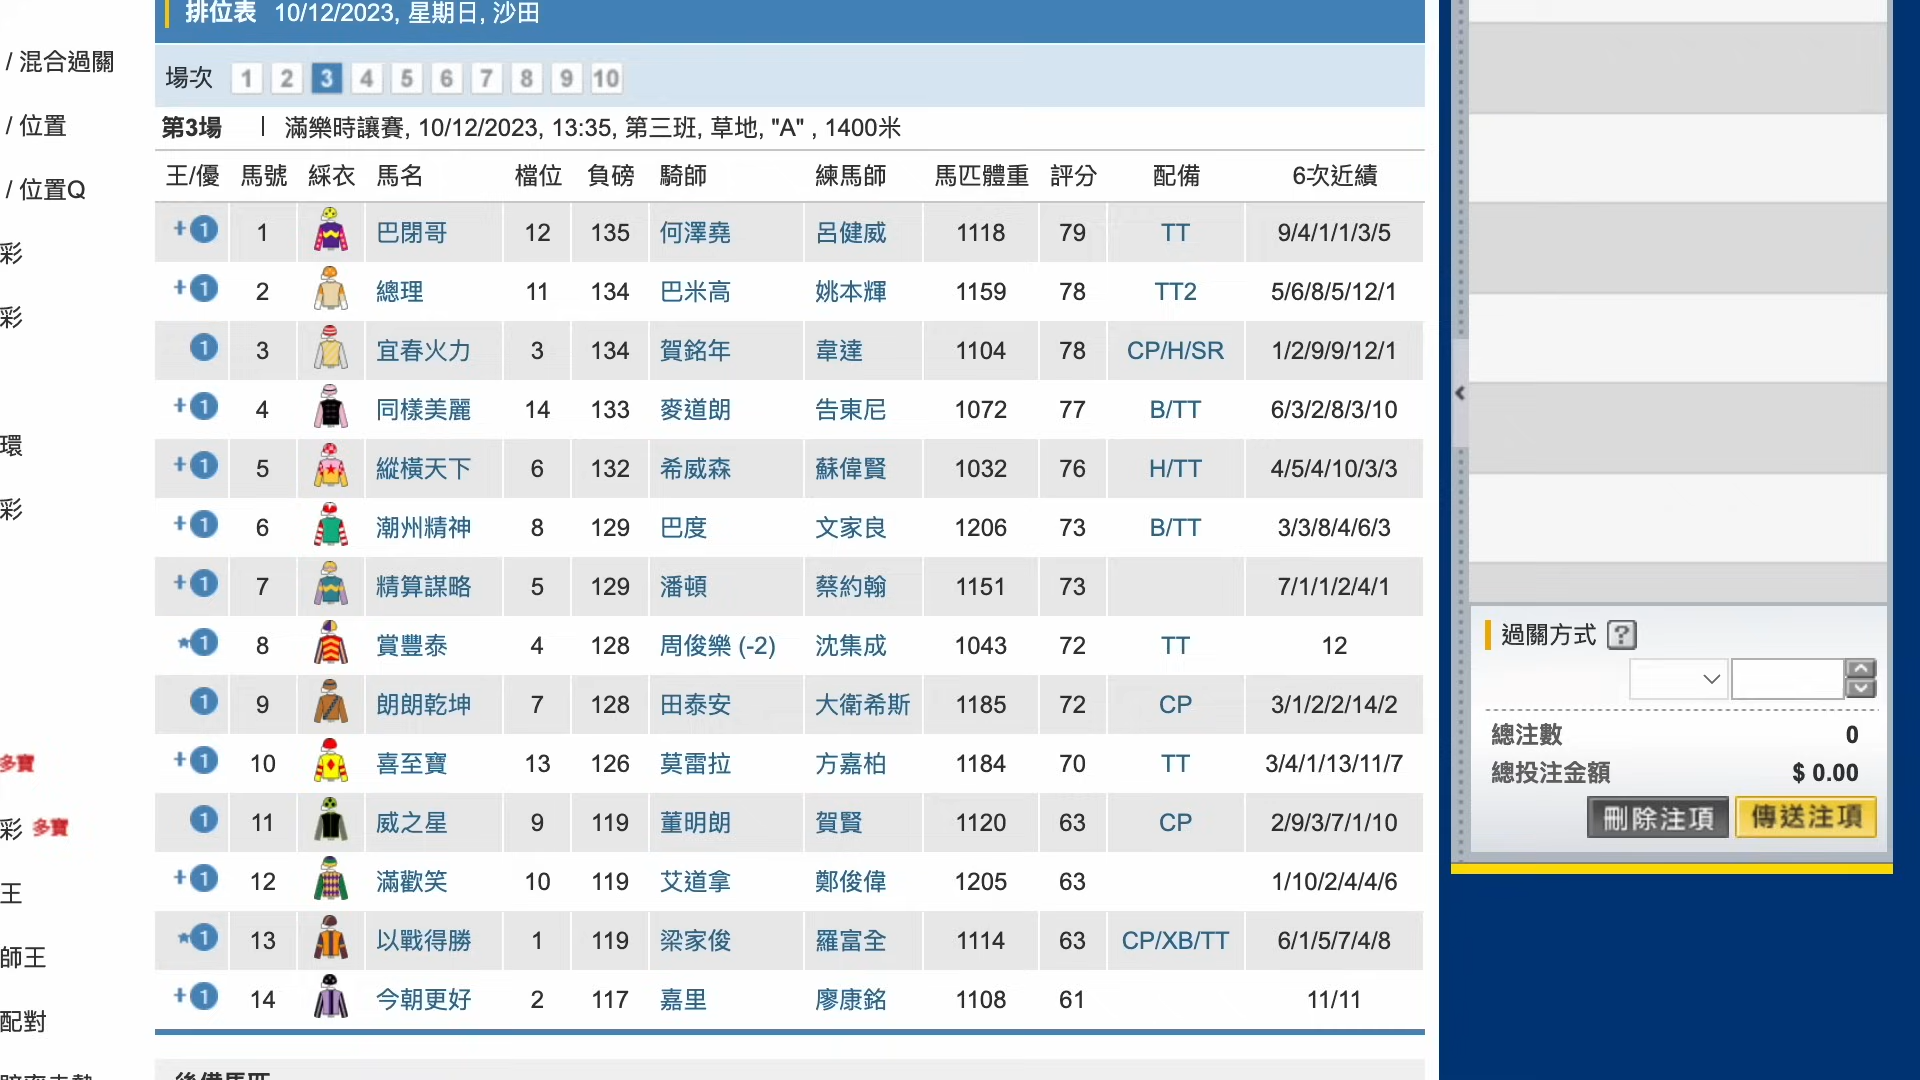 排位表 10/12/2023, 星期日, 沙田
/ 混合過關
/ 位置
/ 位置Q
彩
彩
環
彩
多寶
彩 多寶
王
師王
配對
場次 1 2 3 4 5 6 7 8 9 10
第3場 | 滿樂時讓賽, 10/12/2023, 13:35, 第三班, 草地, "A" , 1400米
王/優 馬號 綵衣 馬名 檔位 負磅 騎師 練馬師 馬匹體重 評分 配備 6次近績
+ 1 1 巴閉哥 12 135 何澤堯 呂健威 1118 79 TT 9/4/1/1/3/5
+ 1 2 總理 11 134 巴米高 姚本輝 1159 78 TT2 5/6/8/5/12/1
1 3 宜春火力 3 134 賀銘年 韋達 1104 78 CP/H/SR 1/2/9/9/12/1
+ 1 4 同樣美麗 14 133 麥道朗 告東尼 1072 77 B/TT 6/3/2/8/3/10
+ 1 5 縱橫天下 6 132 希威森 蘇偉賢 1032 76 H/TT 4/5/4/10/3/3
+ 1 6 潮州精神 8 129 巴度 文家良 1206 73 B/TT 3/3/8/4/6/3
+ 1 7 精算謀略 5 129 潘頓 蔡約翰 1151 73 7/1/1/2/4/1
★ 1 8 賞豐泰 4 128 周俊樂 (-2) 沈集成 1043 72 TT 12
1 9 朗朗乾坤 7 128 田泰安 大衛希斯 1185 72 CP 3/1/2/2/14/2
+ 1 10 喜至寶 13 126 莫雷拉 方嘉柏 1184 70 TT 3/4/1/13/11/7
1 11 威之星 9 119 董明朗 賀賢 1120 63 CP 2/9/3/7/1/10
+ 1 12 滿歡笑 10 119 艾道拿 鄭俊偉 1205 63 1/10/2/4/4/6
★ 1 13 以戰得勝 1 119 梁家俊 羅富全 1114 63 CP/XB/TT 6/1/5/7/4/8
+ 1 14 今朝更好 2 117 嘉里 廖康銘 1108 61 11/11
後備馬匹
過關方式 ?
總注數 0
總投注金額 $ 0.00
刪除注項 傳送注項